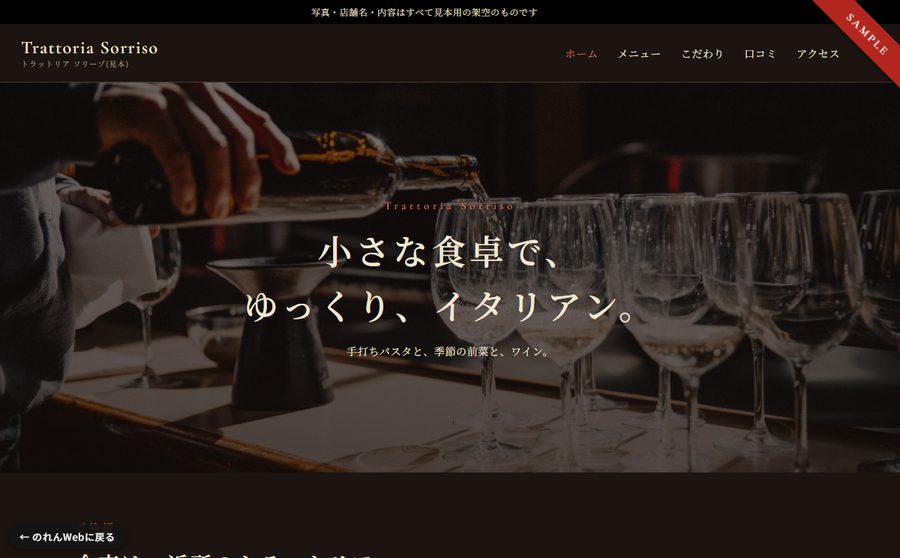 写真・店舗名・内容はすべて見本用の架空のものです
SAMPLE
Trattoria Sorriso
トラットリア ソリーゾ(見本)
ホーム メニュー こだわり 口コミ アクセス
Trattoria Sorriso
小さな食卓で、
ゆっくり、イタリアン。
手打ちパスタと、季節の前菜と、ワイン。
← のれんWebに戻る